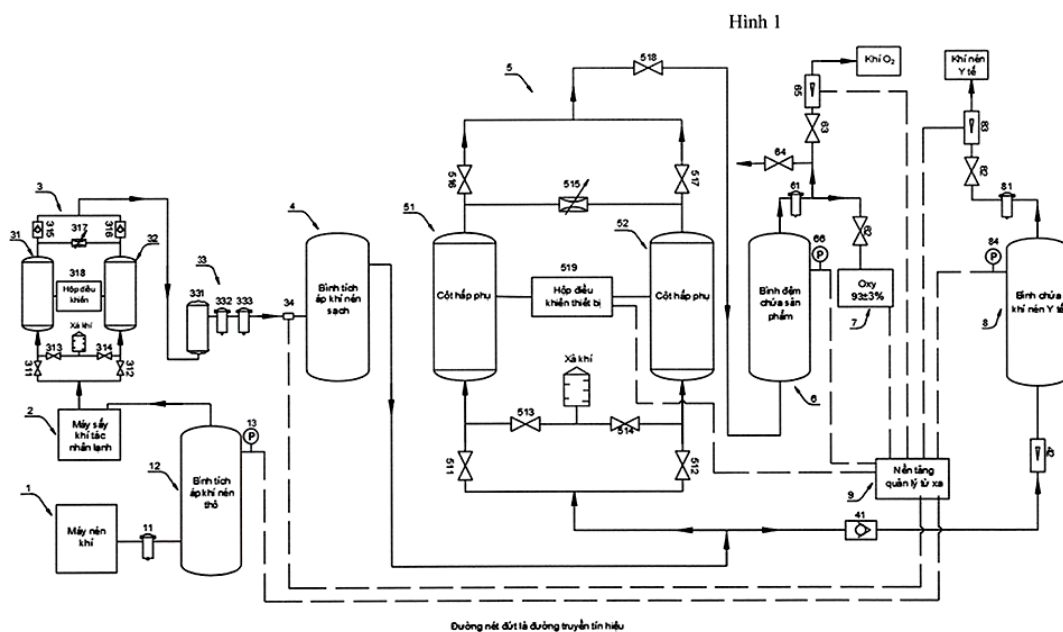 Hình 1
Khí O₂
Khí nén
Y tế
518
5
65
63
64
83
82
3
315
316
317
31
32
318
Hộp điều
khiển
Xả khí
313
314
311
312
33
331
332
333
34
4
Bình tích
áp khí nén
sạch
516
517
515
51
52
519
Cột hấp phụ
Hộp điều
khiển thiết bị
Cột hấp phụ
Xả khí
513
514
511
512
61
62
66
Bình đệm
chứa sản
phẩm
6
Oxy
93±3%
7
81
84
Bình chứa
khí nén Y tế
8
2
Máy sấy
khí tác
nhân lạnh
13
12
Bình tích
áp khí nén
thô
1
Máy nén
khí
11
9
Nền tảng
quản lý từ xa
41
42
P
P
P
Đường nét đứt là đường truyền tín hiệu